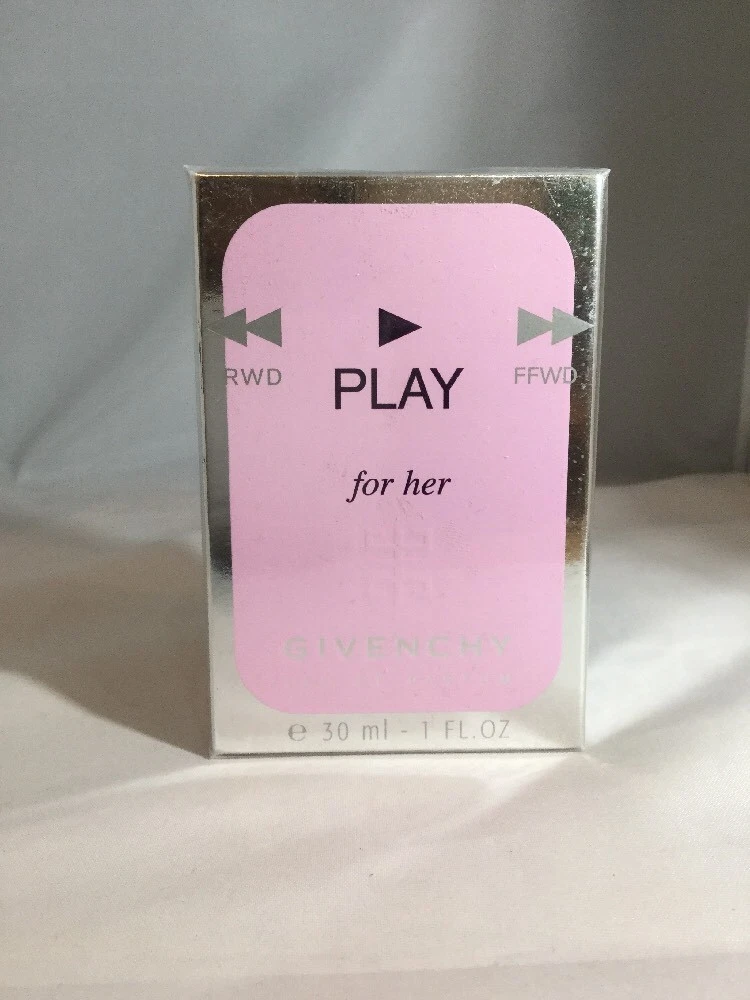 RWD PLAY FFWD
for her
GIVENCHY
℮ 30 ml - 1 FL.OZ